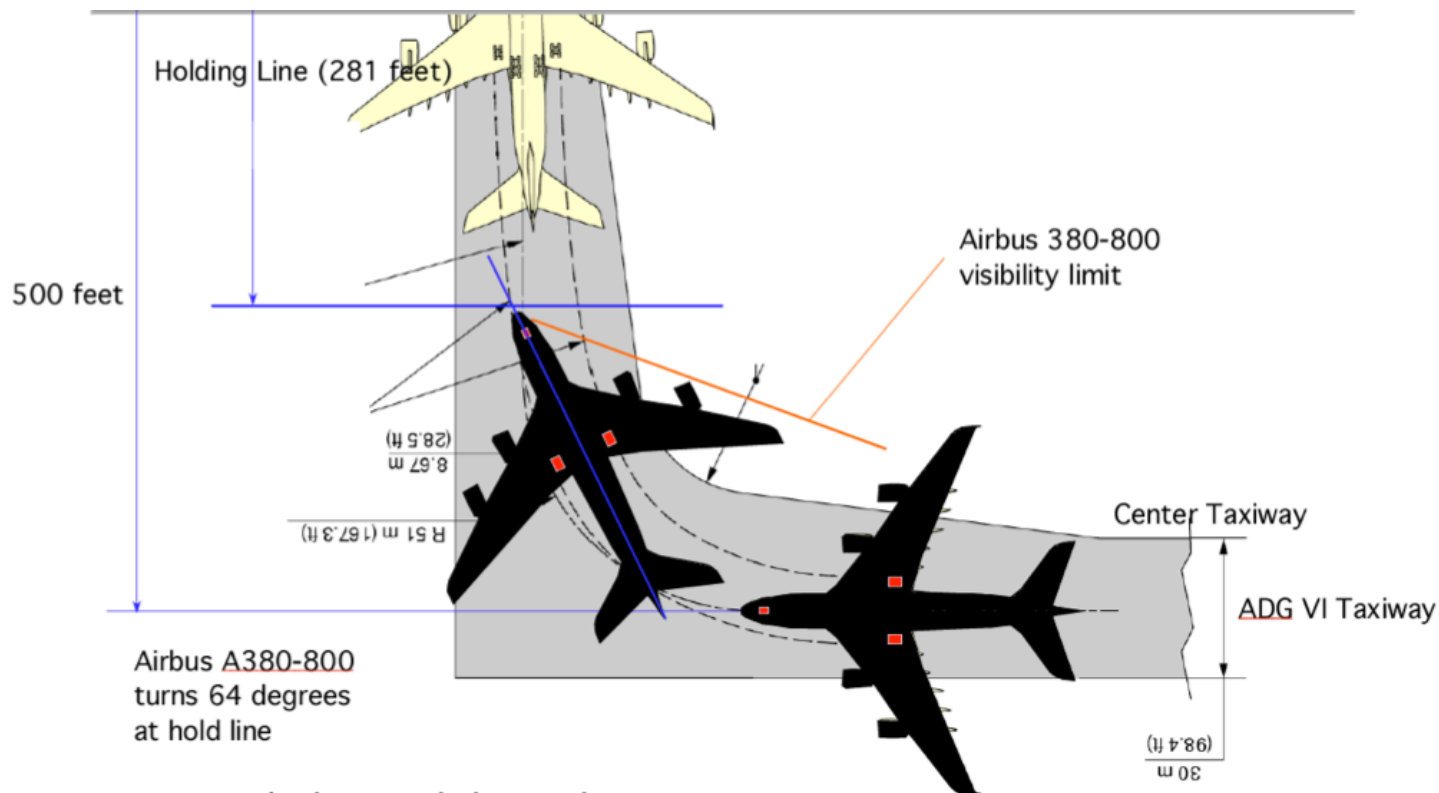 Holding Line (281 feet)
Airbus 380-800
visibility limit
500 feet
8.67 m
(28.5 ft)
R 51 m (167.3 ft)
Center Taxiway
ADG VI Taxiway
Airbus A380-800
turns 64 degrees
at hold line
30 m
(98.4 ft)